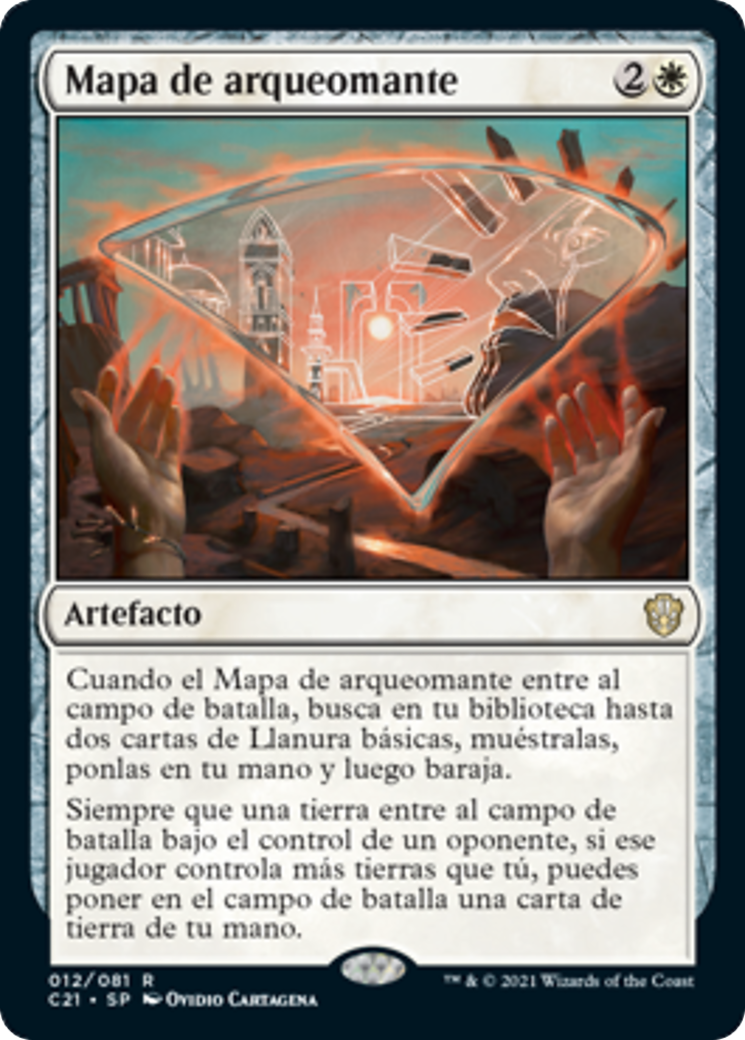 Mapa de arqueomante 2
Artefacto
Cuando el Mapa de arqueomante entre al
campo de batalla, busca en tu biblioteca hasta
dos cartas de Llanura básicas, muéstralas,
ponlas en tu mano y luego baraja.
Siempre que una tierra entre al campo de
batalla bajo el control de un oponente, si ese
jugador controla más tierras que tú, puedes
poner en el campo de batalla una carta de
tierra de tu mano.
012/081 R
™ & © 2021 Wizards of the Coast
C21 • SP Ovidio Cartagena